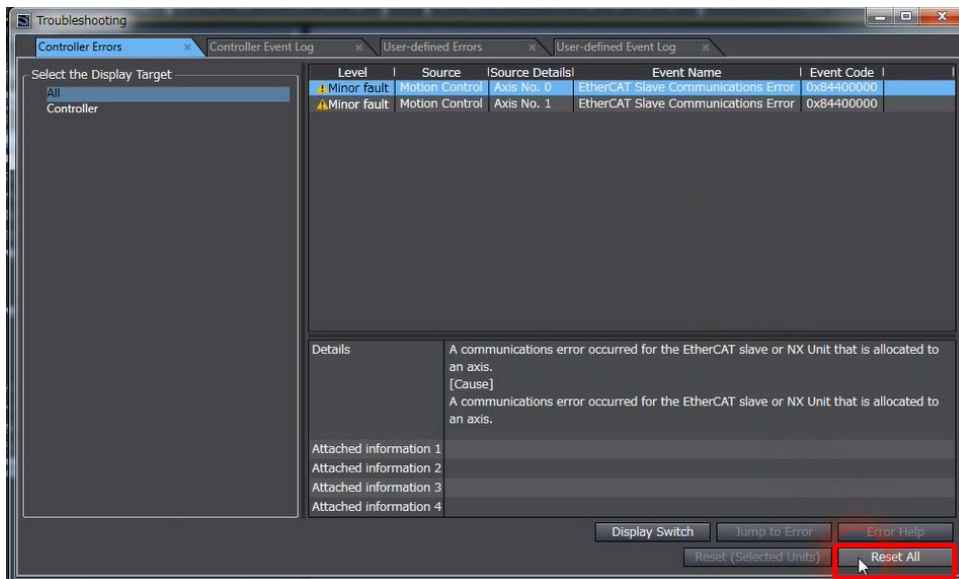 Troubleshooting
Controller Errors × Controller Event Log × User-defined Errors × User-defined Event Log ×
Select the Display Target
All
Controller
Level Source Source Details Event Name Event Code
Minor fault Motion Control Axis No. 0 EtherCAT Slave Communications Error 0x84400000
Minor fault Motion Control Axis No. 1 EtherCAT Slave Communications Error 0x84400000
Details
A communications error occurred for the EtherCAT slave or NX Unit that is allocated to
an axis.
[Cause]
A communications error occurred for the EtherCAT slave or NX Unit that is allocated to
an axis.
Attached information 1
Attached information 2
Attached information 3
Attached information 4
Display Switch Jump to Error Error Help
Reset (Selected Units) Reset All